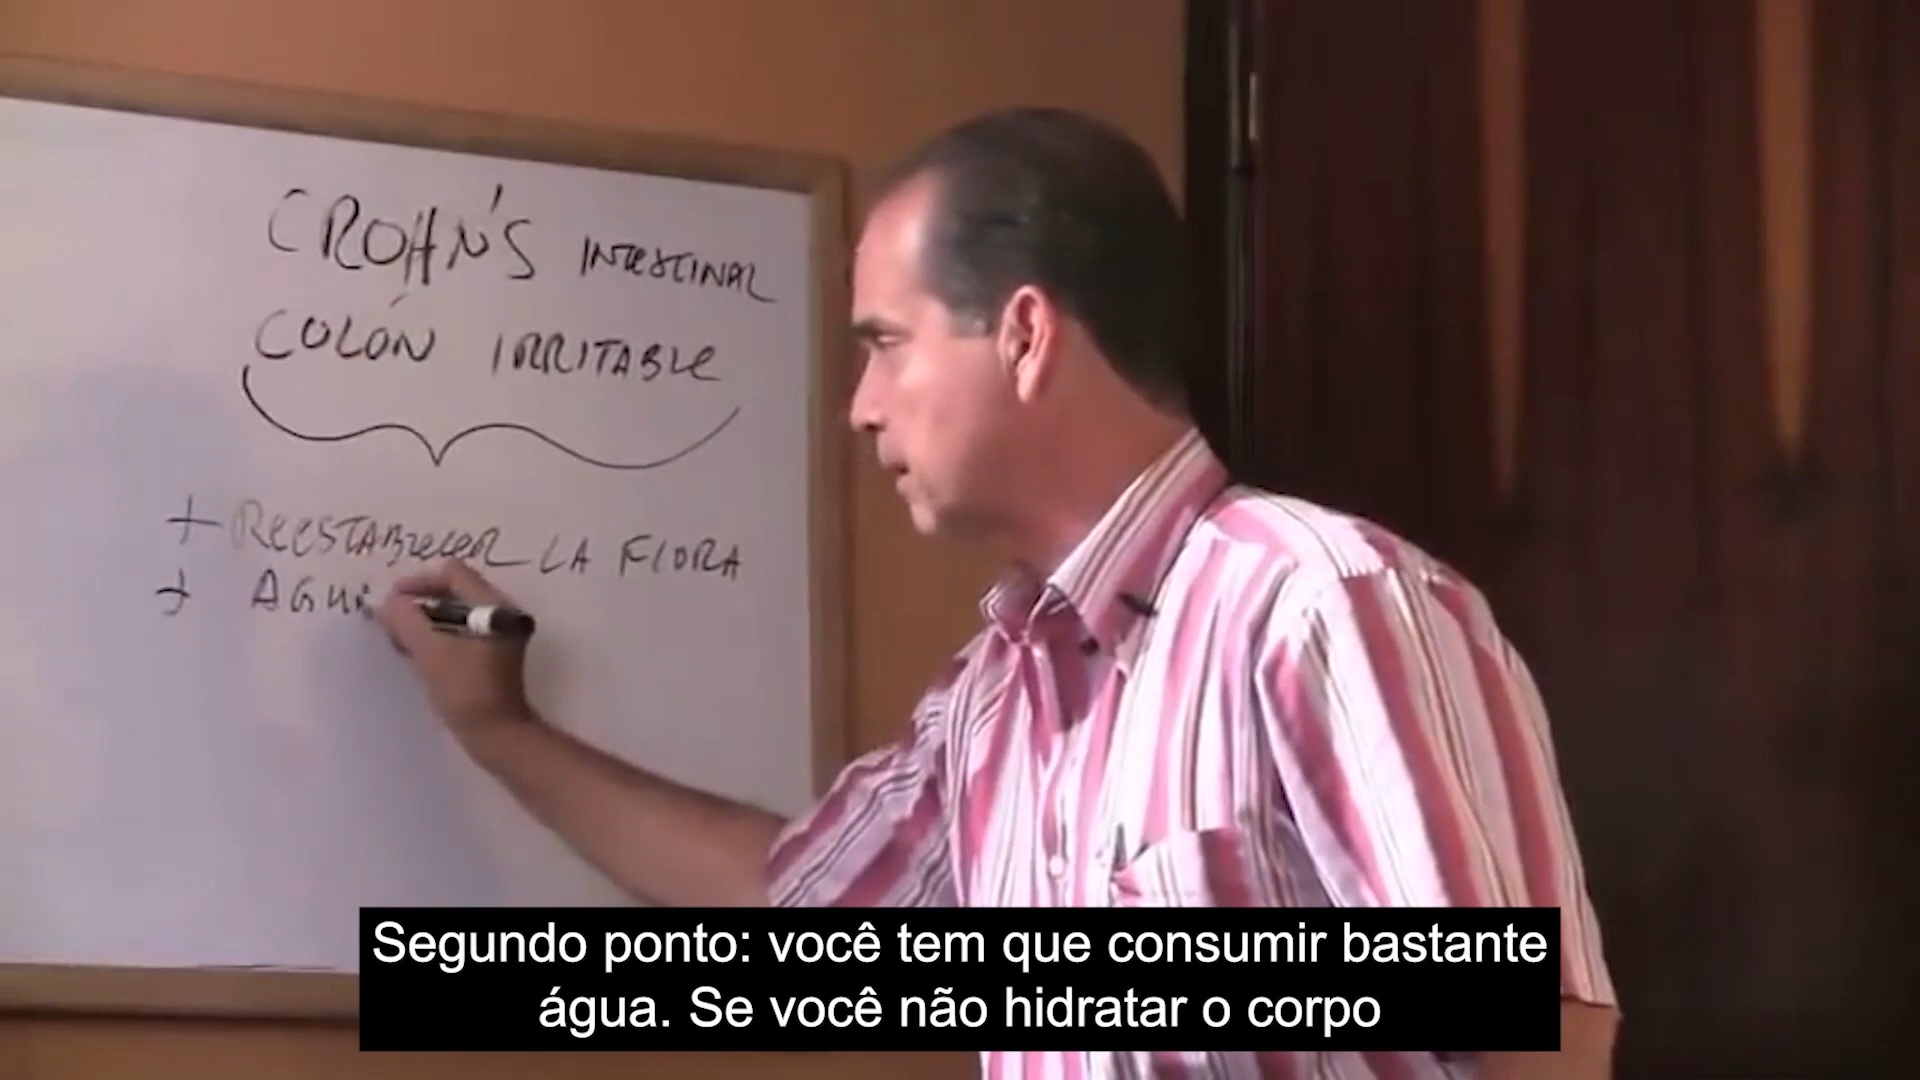 CROHN'S INTESTINAL
COLÓN IRRITABLE
+ REESTABLECER LA FLORA
+ AGUA
Segundo ponto: você tem que consumir bastante
água. Se você não hidratar o corpo